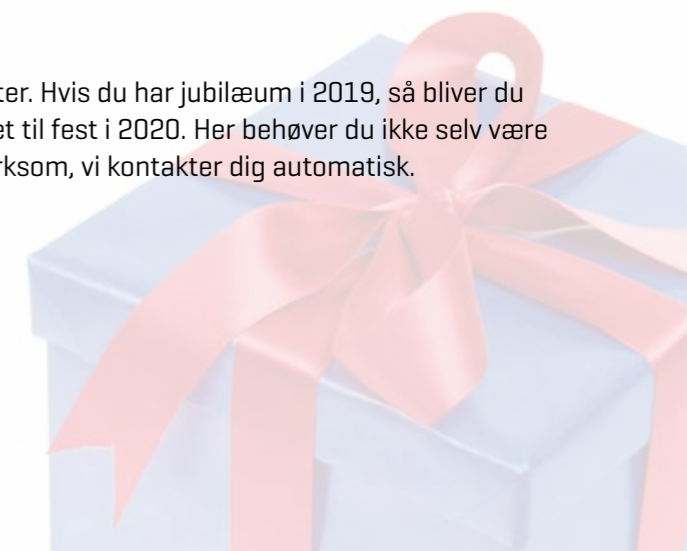 ter. Hvis du har jubilæum i 2019, så bliver du
et til fest i 2020. Her behøver du ikke selv være
rksom, vi kontakter dig automatisk.